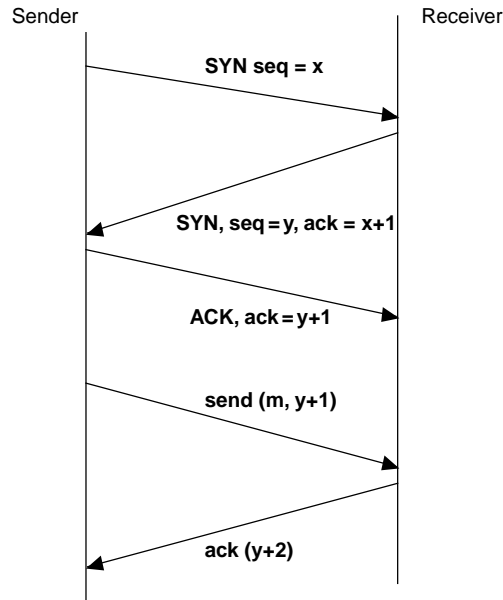 Sender Receiver
SYN seq = x
SYN, seq = y, ack = x+1
ACK, ack = y+1
send (m, y+1)
ack (y+2)